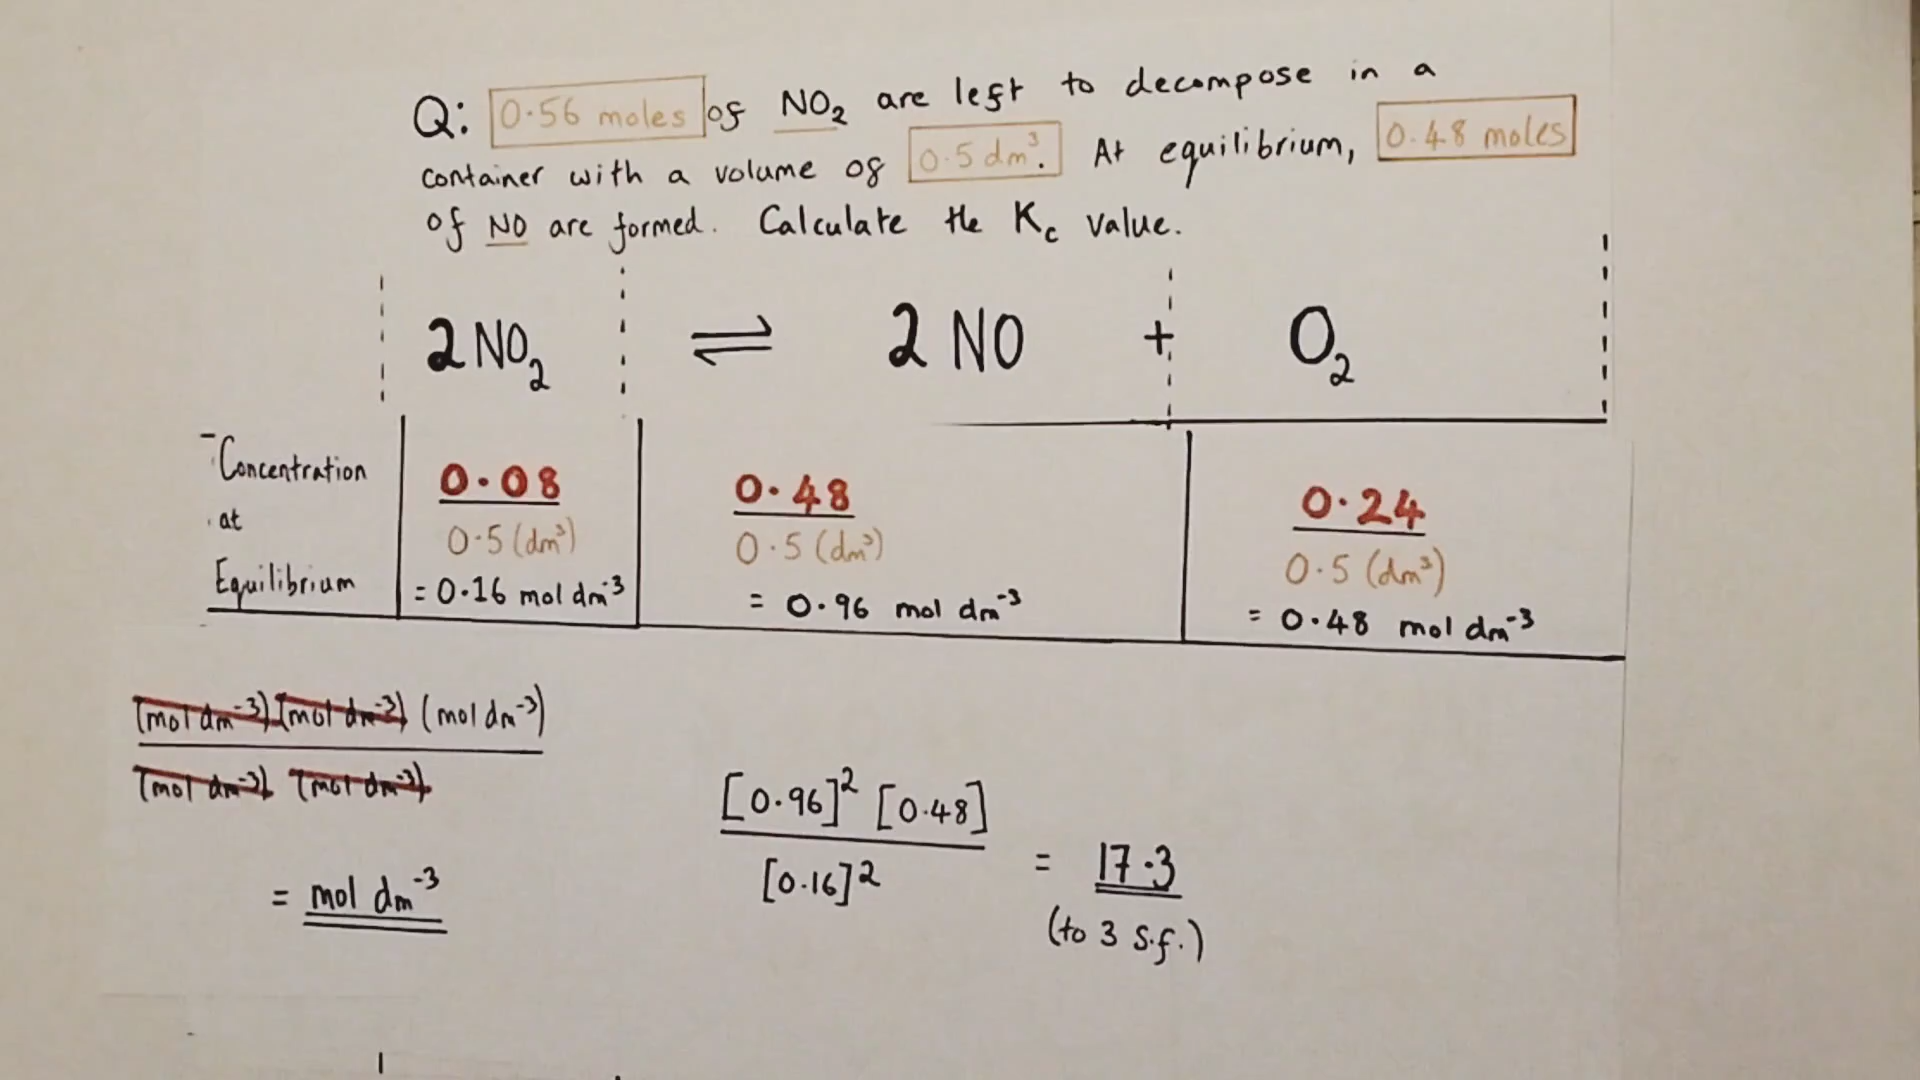 Q: 0.56 moles of NO₂ are left to decompose in a
container with a volume of 0.5 dm³. At equilibrium, 0.48 moles
of NO are formed. Calculate the Kc value.
2NO₂ ⇌ 2NO + O₂
Concentration
at
Equilibrium
0.08
0.5 (dm³)
= 0.16 mol dm⁻³
0.48
0.5 (dm³)
= 0.96 mol dm⁻³
0.24
0.5 (dm³)
= 0.48 mol dm⁻³
(mol dm⁻³)(mol dm⁻³)(mol dm⁻³)
(mol dm⁻³) (mol dm⁻³)
= mol dm⁻³
[0.96]² [0.48]
[0.16]²
= 17.3
(to 3 s.f.)